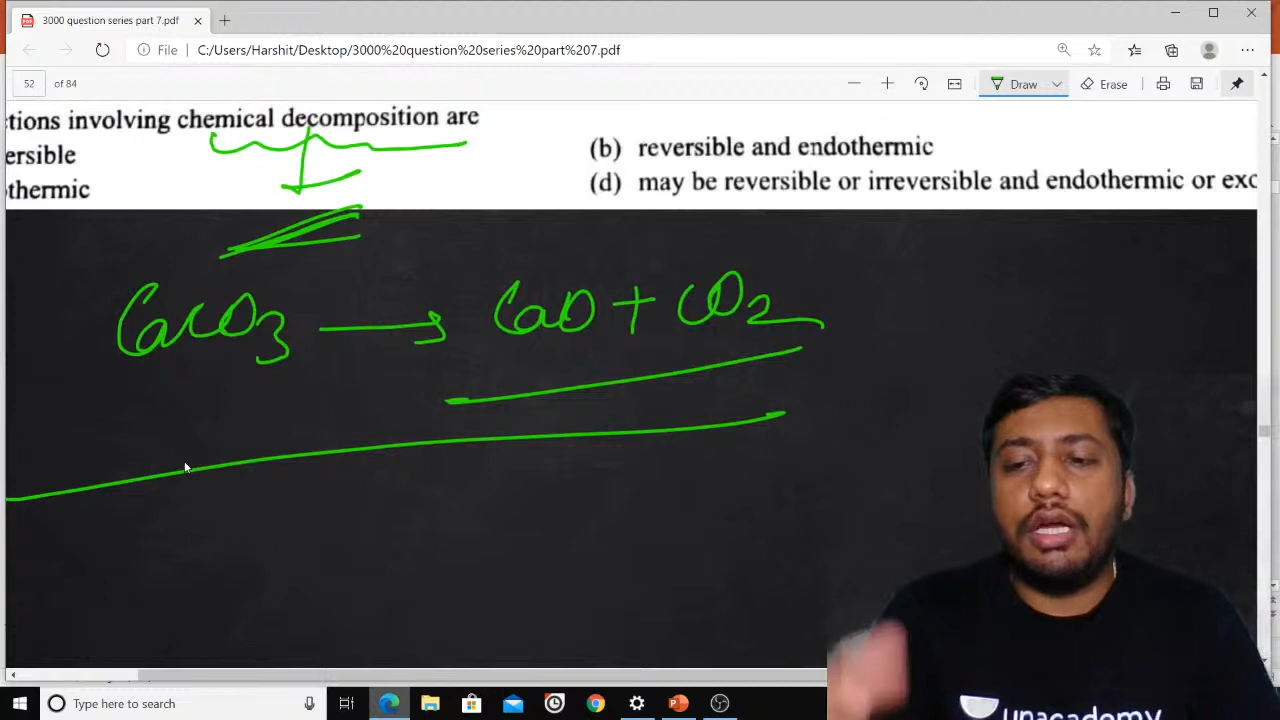 3000 question series part 7.pdf
File
C:/Users/Harshit/Desktop/3000%20question%20series%20part%207.pdf
52 of 84
Draw
Erase
tions involving chemical decomposition are
ersible
(b) reversible and endothermic
thermic
(d) may be reversible or irreversible and endothermic or exo
CaCO3 → CaO + CO2
unacademy
Type here to search